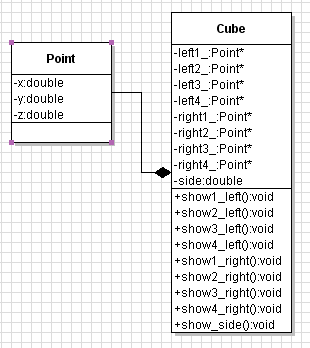 Point
-x:double
-y:double
-z:double
Cube
-left1_:Point*
-left2_:Point*
-left3_:Point*
-left4_:Point*
-right1_:Point*
-right2_:Point*
-right3_:Point*
-right4_:Point*
-side:double
+show1_left():void
+show2_left():void
+show3_left():void
+show4_left():void
+show1_right():void
+show2_right():void
+show3_right():void
+show4_right():void
+show_side():void